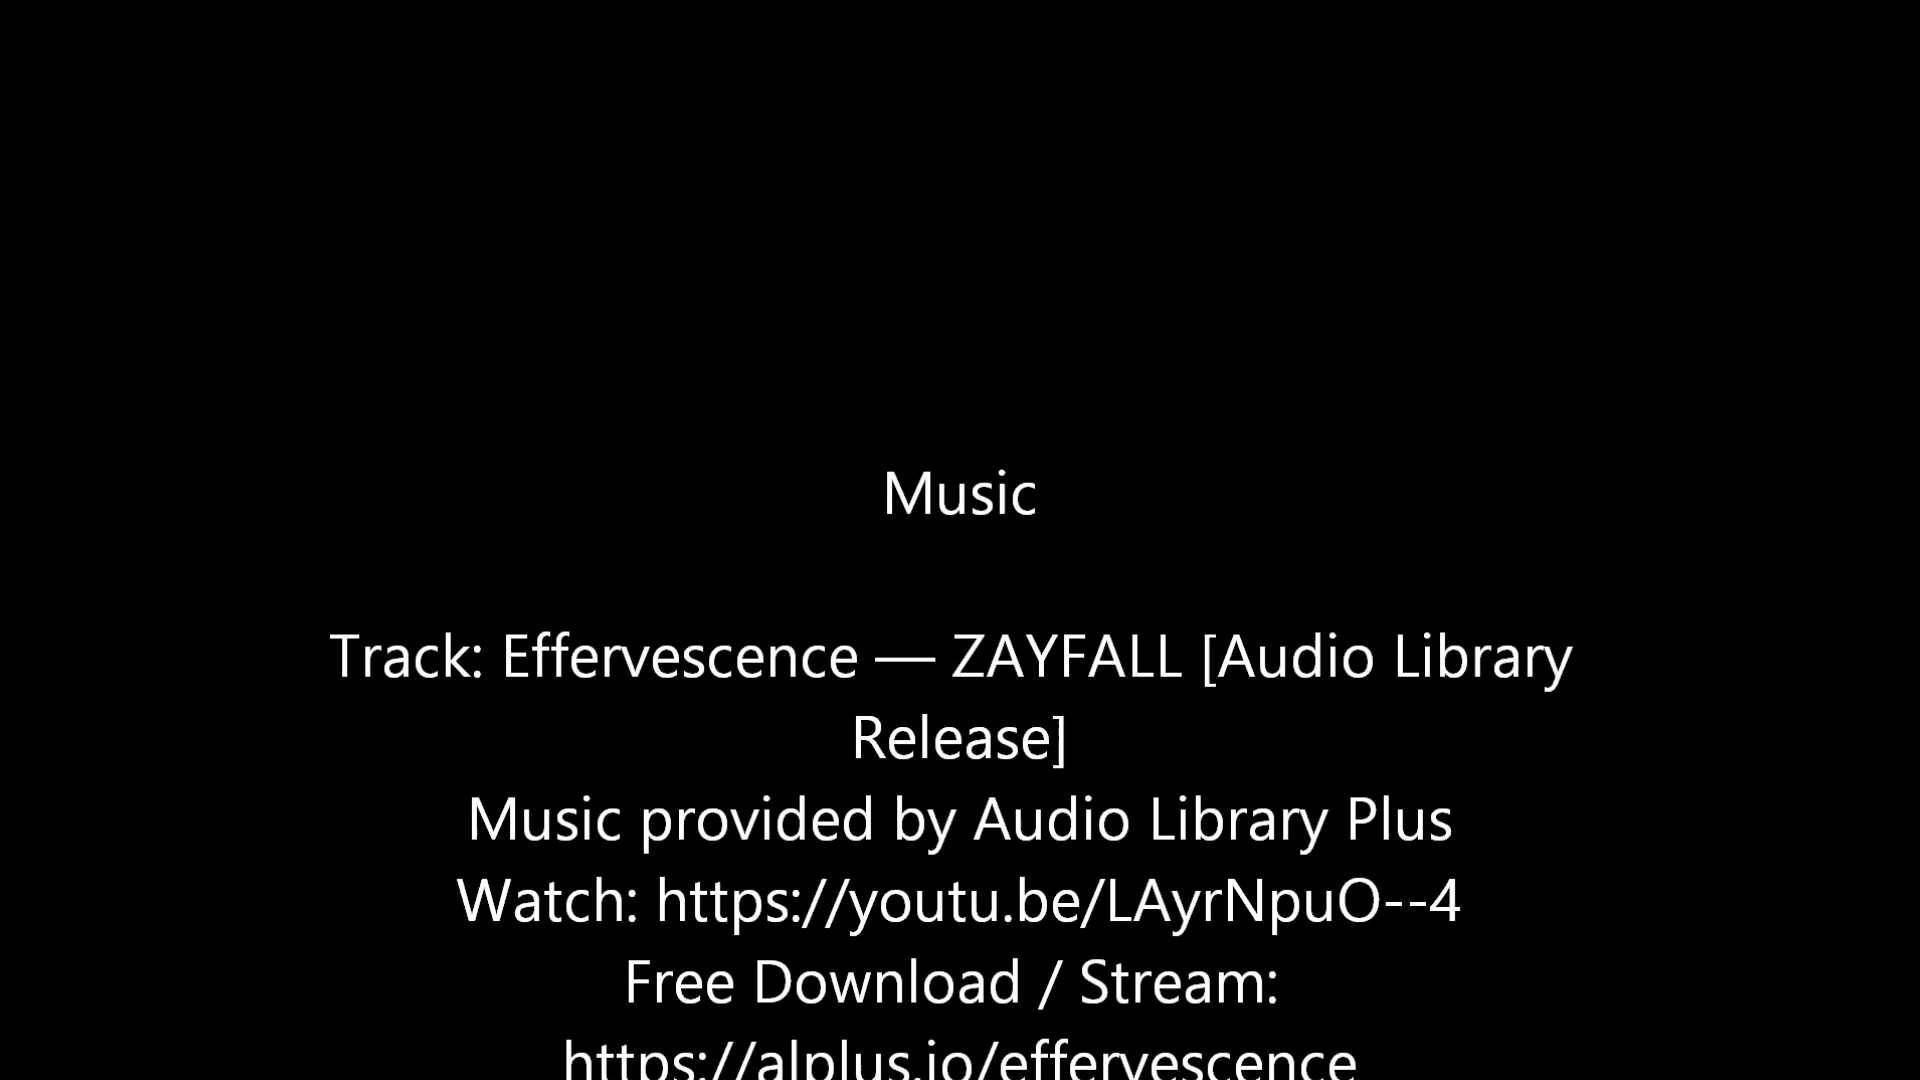 Music
Track: Effervescence — ZAYFALL [Audio Library
Release]
Music provided by Audio Library Plus
Watch: https://youtu.be/LAyrNpuO--4
Free Download / Stream:
https://alplus.io/effervescence